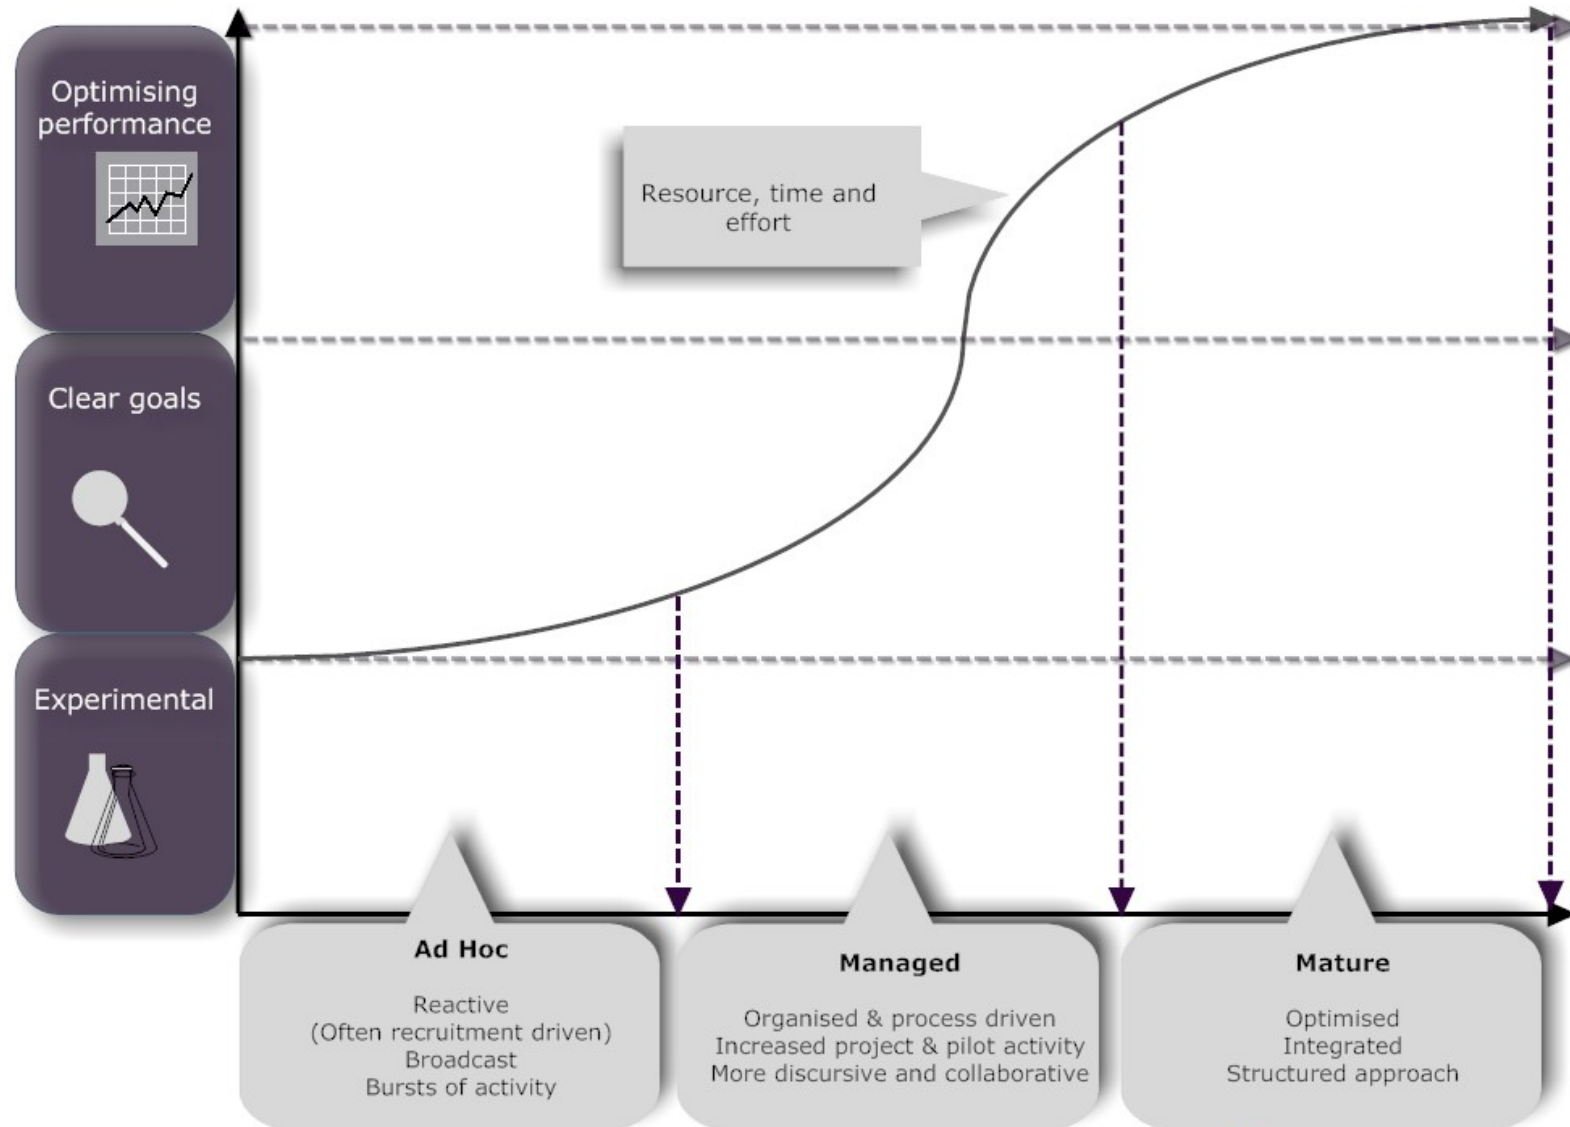 Optimising
performance
Resource, time and
effort
Clear goals
Experimental
Ad Hoc
Reactive
(Often recruitment driven)
Broadcast
Bursts of activity
Managed
Organised & process driven
Increased project & pilot activity
More discursive and collaborative
Mature
Optimised
Integrated
Structured approach